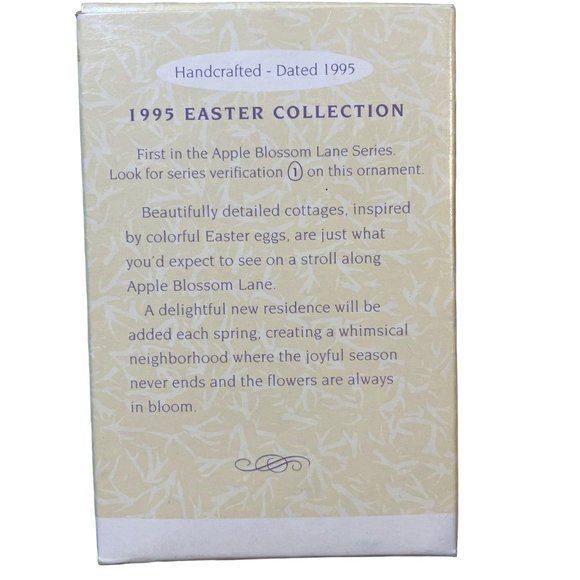 Handcrafted - Dated 1995
1995 EASTER COLLECTION
First in the Apple Blossom Lane Series.
Look for series verification 1 on this ornament.
Beautifully detailed cottages, inspired
by colorful Easter eggs, are just what
you'd expect to see on a stroll along
Apple Blossom Lane.
A delightful new residence will be
added each spring, creating a whimsical
neighborhood where the joyful season
never ends and the flowers are always
in bloom.